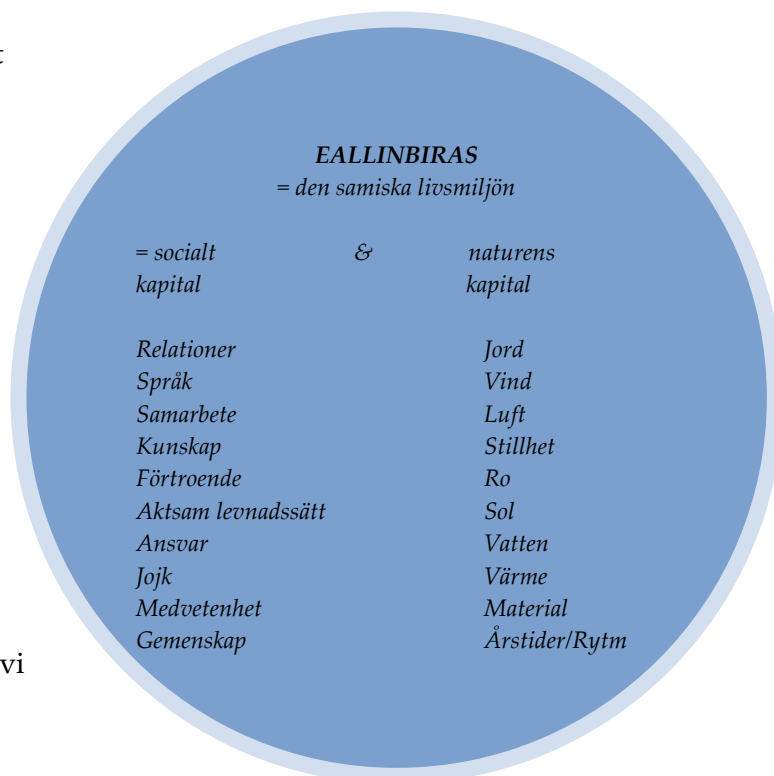 EALLINBIRAS
= den samiska livsmiljön
= socialt & naturens
kapital kapital
Relationer Jord
Språk Vind
Samarbete Luft
Kunskap Stillhet
Förtroende Ro
Aktsam levnadssätt Sol
Ansvar Vatten
Jojk Värme
Medvetenhet Material
Gemenskap Årstider/Rytm
vi